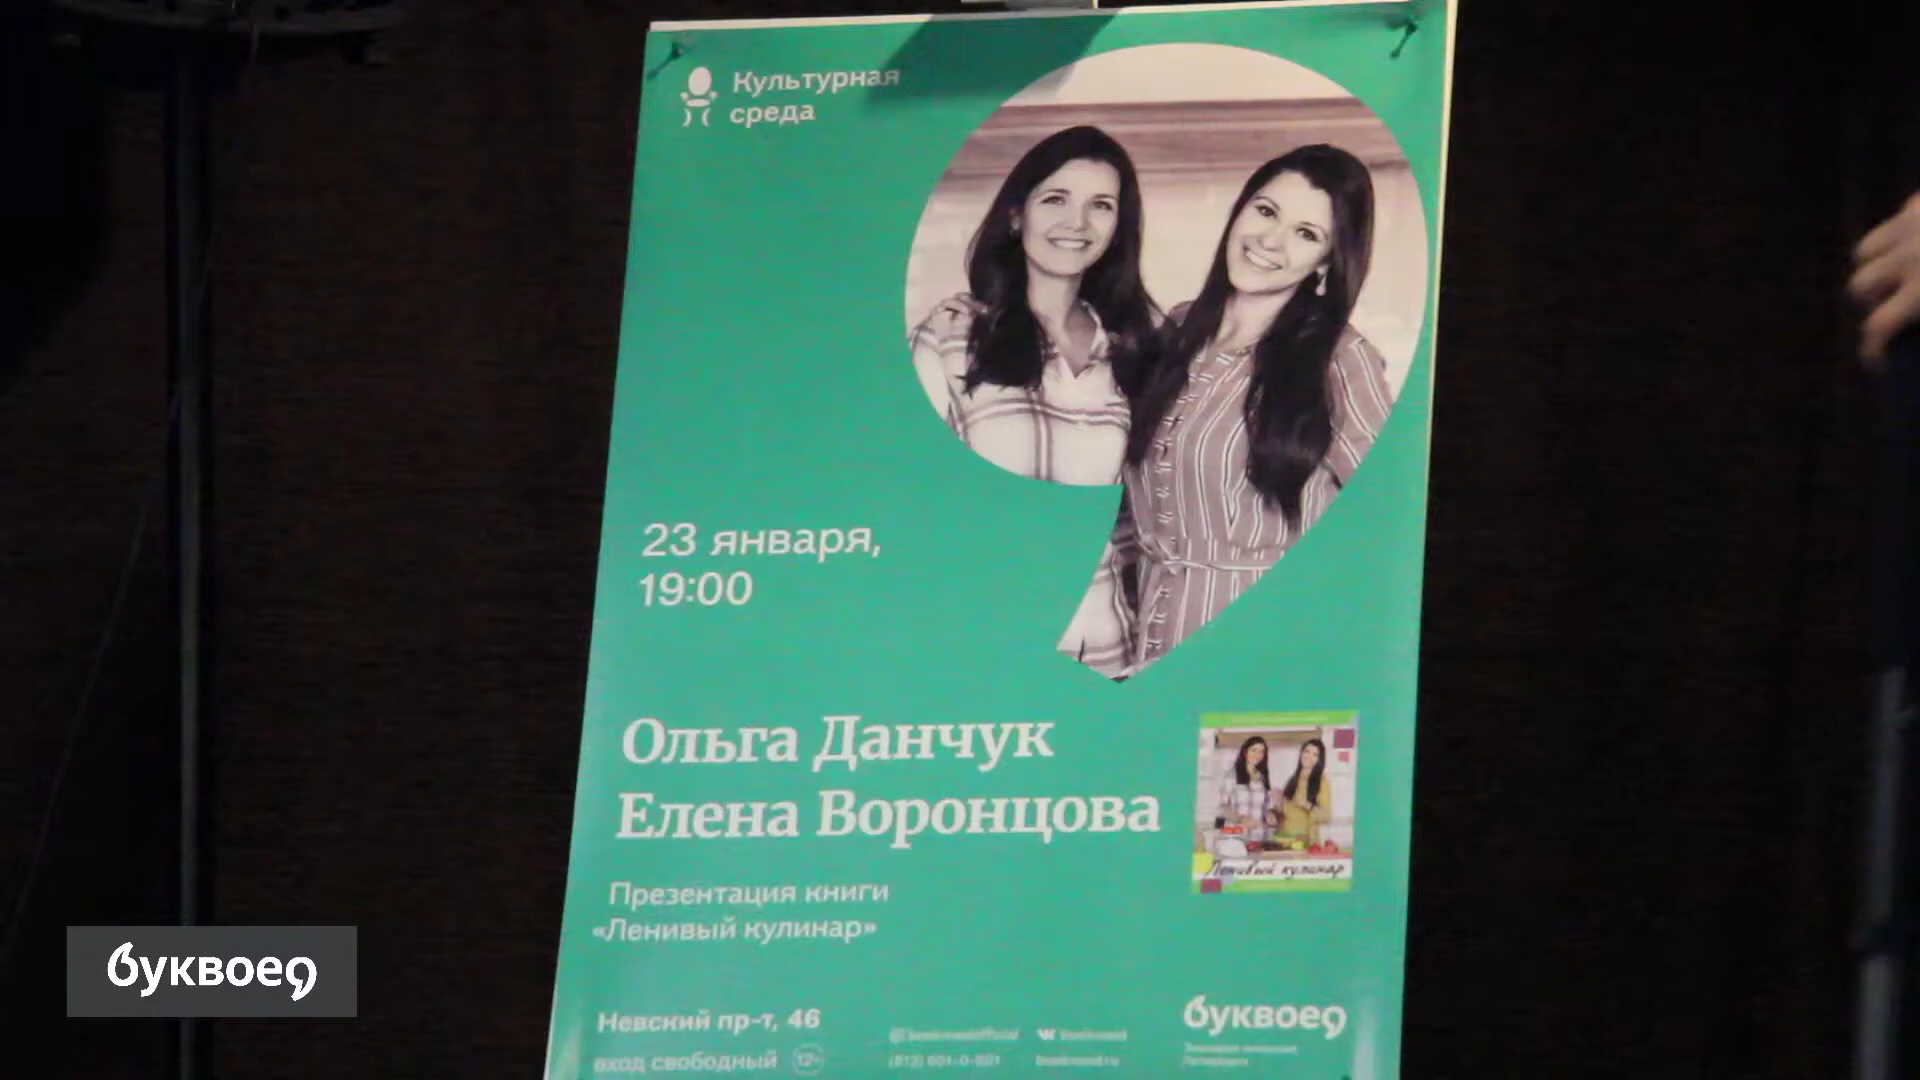 Культурная
среда
23 января,
19:00
Ольга Данчук
Елена Воронцова
Презентация книги
«Ленивый кулинар»
Ленивый кулинар
Невский пр-т, 46
вход свободный 12+
буквоед
буквоед